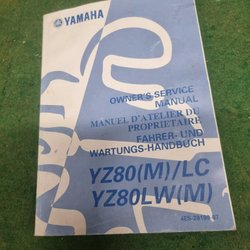 YAMAHA
OWNER'S SERVICE
MANUAL
MANUEL D'ATELIER DU
PROPRIETAIRE
FAHRER- UND
WARTUNGS-HANDBUCH
YZ80(M)/LC
YZ80LW(M)